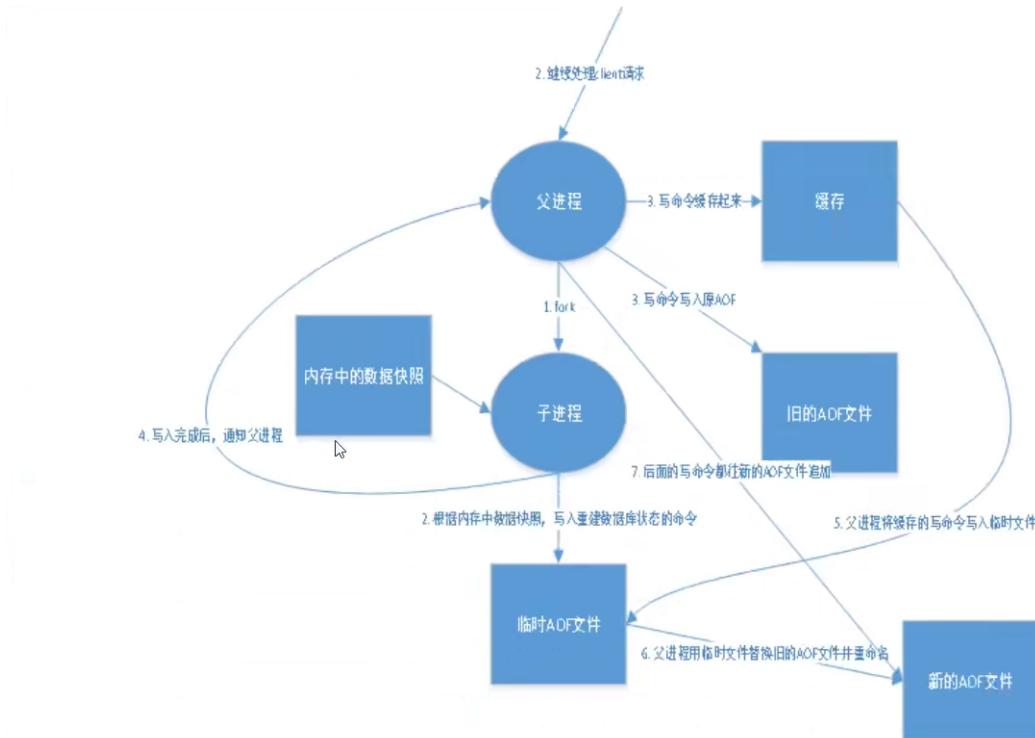 2. 继续处理client请求
父进程
3. 写命令缓存起来
缓存
1. fork
3. 写命令写入原AOF
内存中的数据快照
子进程
旧的AOF文件
4. 写入完成后，通知父进程
7. 后面的写命令都往新的AOF文件追加
2. 根据内存中数据快照，写入重建数据库状态的命令
5. 父进程将缓存的写命令写入临时文件
临时AOF文件
6. 父进程用临时文件替换旧的AOF文件并重命名
新的AOF文件